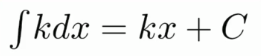 ∫kdx = kx + C